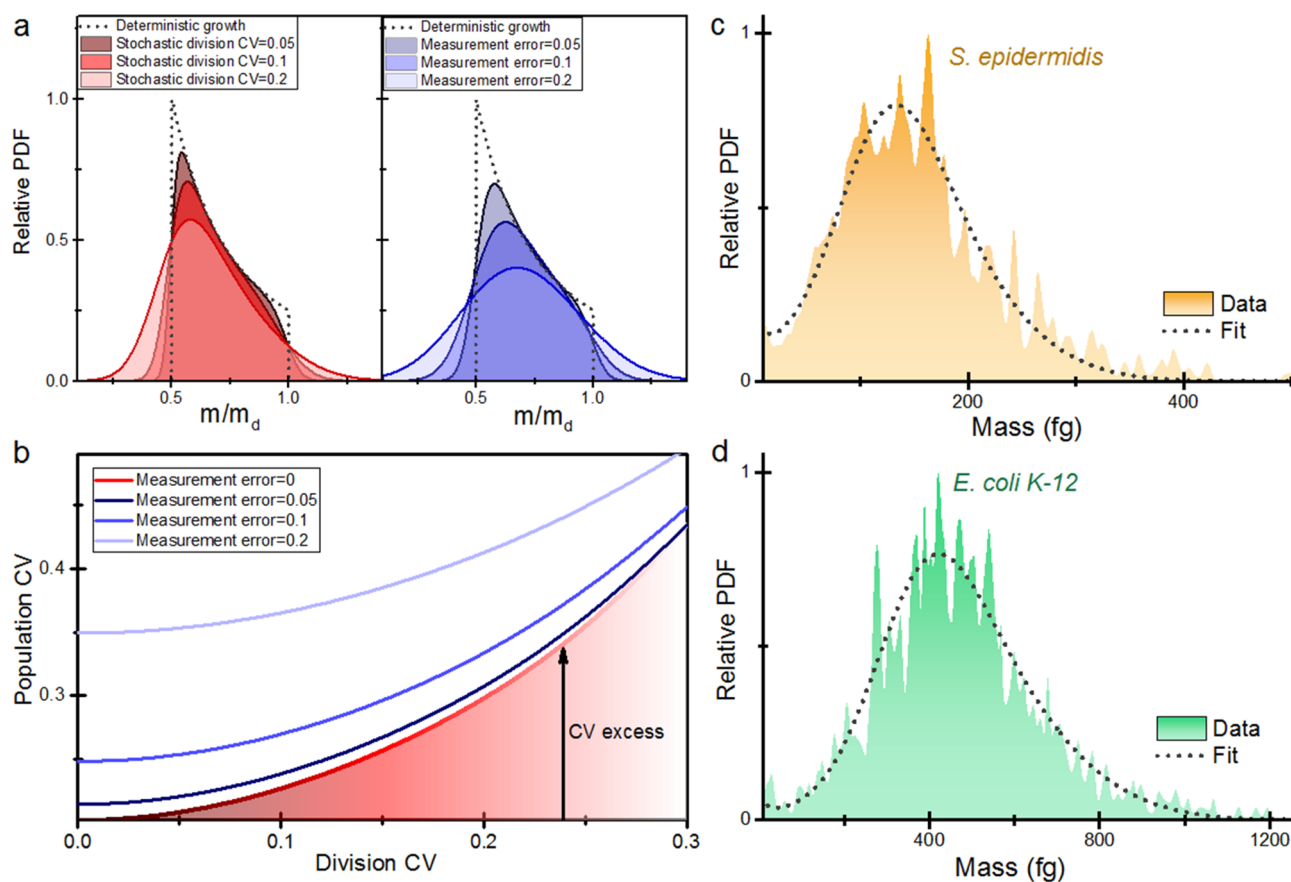 a
Deterministic growth
Stochastic division CV=0.05
Stochastic division CV=0.1
Stochastic division CV=0.2
Deterministic growth
Measurement error=0.05
Measurement error=0.1
Measurement error=0.2
Relative PDF
1.0
0.5
0.0
0.5
1.0
0.5
1.0
m/md
m/md
b
Measurement error=0
Measurement error=0.05
Measurement error=0.1
Measurement error=0.2
Population CV
0.4
0.3
CV excess
0.0
0.1
0.2
0.3
Division CV
c
S. epidermidis
Relative PDF
1
0
Data
Fit
200
400
Mass (fg)
d
E. coli K-12
Relative PDF
1
0
Data
Fit
400
800
1200
Mass (fg)